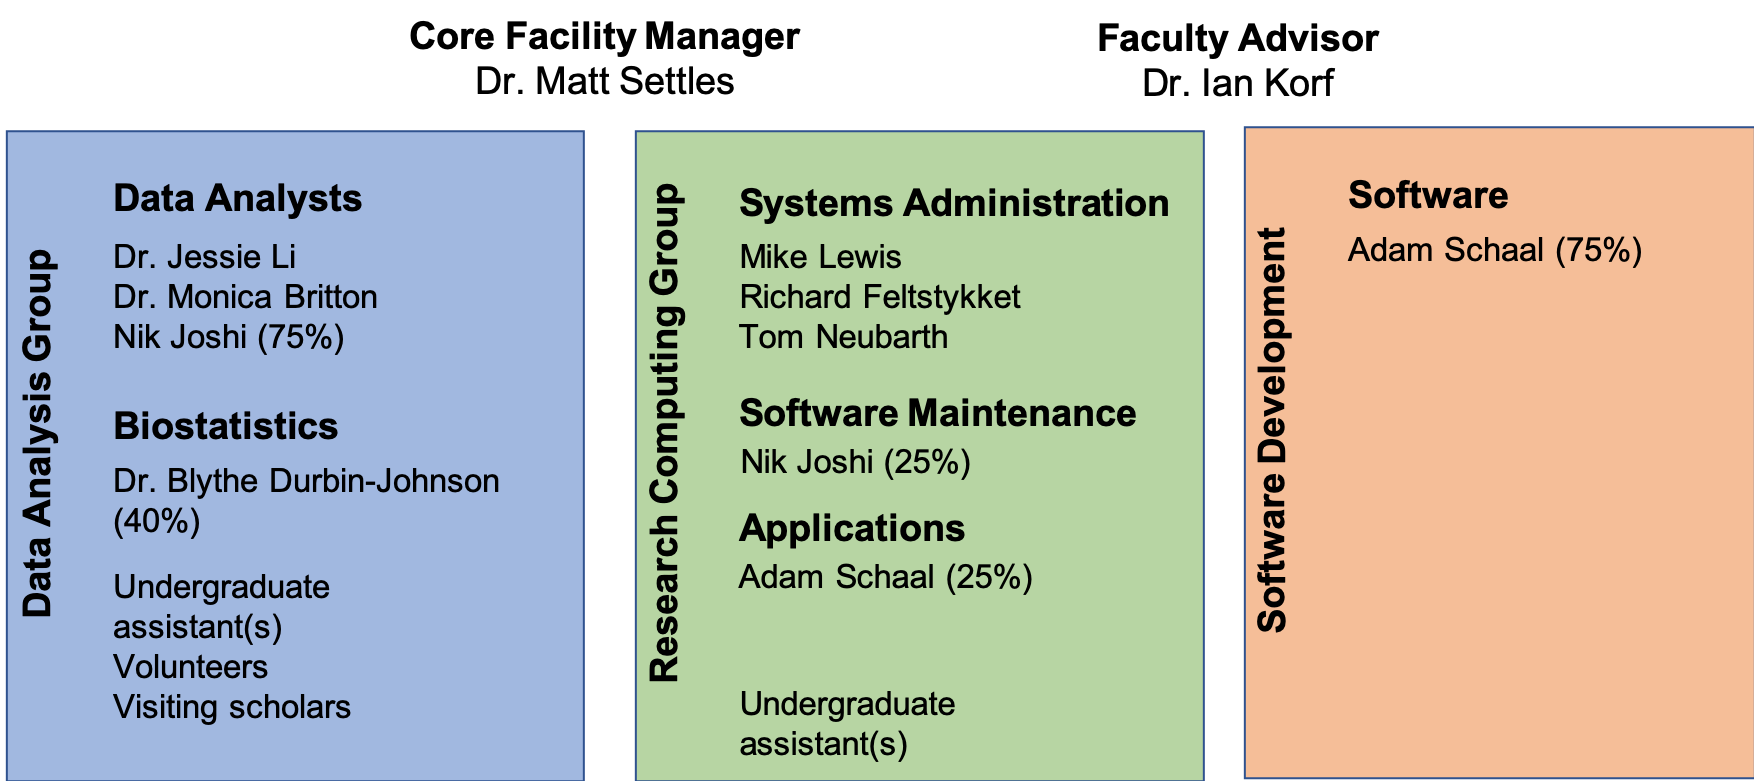 Core Facility Manager
Dr. Matt Settles
Faculty Advisor
Dr. Ian Korf
Data Analysis Group
Data Analysts
Dr. Jessie Li
Dr. Monica Britton
Nik Joshi (75%)
Biostatistics
Dr. Blythe Durbin-Johnson
(40%)
Undergraduate
assistant(s)
Volunteers
Visiting scholars
Research Computing Group
Systems Administration
Mike Lewis
Richard Feltstykket
Tom Neubarth
Software Maintenance
Nik Joshi (25%)
Applications
Adam Schaal (25%)
Undergraduate
assistant(s)
Software Development
Software
Adam Schaal (75%)